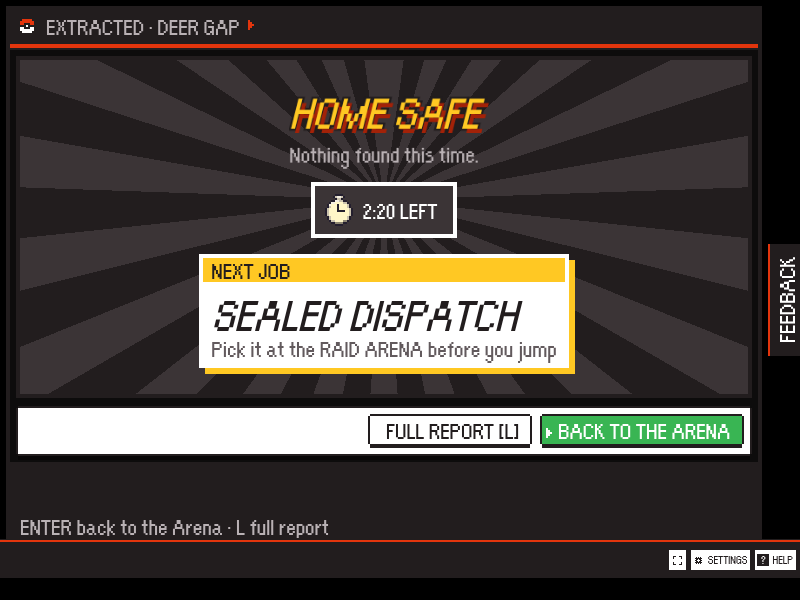 EXTRACTED · DEER GAP
HOME SAFE
Nothing found this time.
2:20 LEFT
NEXT JOB
SEALED DISPATCH
Pick it at the RAID ARENA before you jump
FULL REPORT [L]
BACK TO THE ARENA
FEEDBACK
ENTER back to the Arena · L full report
SETTINGS
? HELP